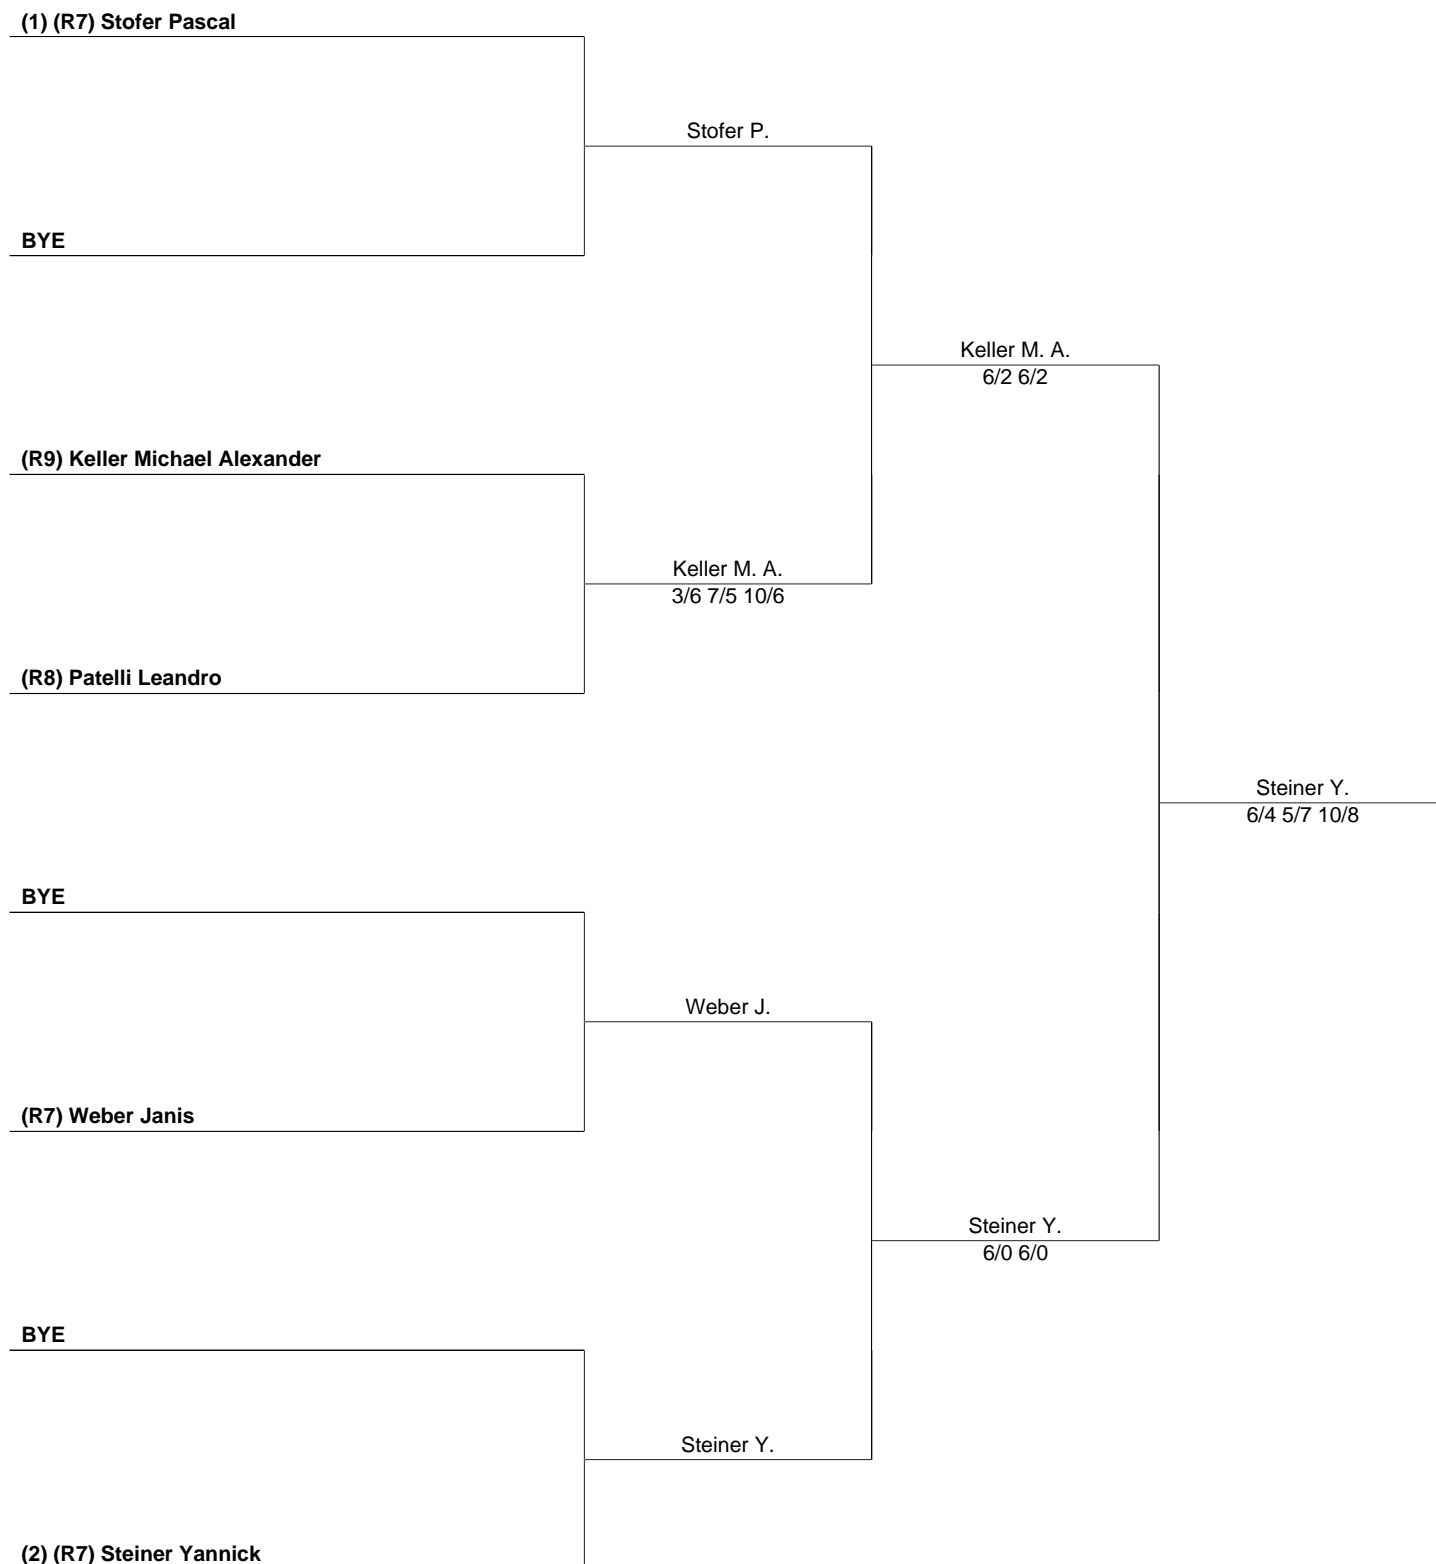 (1) (R7) Stofer Pascal
Stofer P.
BYE
Keller M. A.
6/2 6/2
(R9) Keller Michael Alexander
Keller M. A.
3/6 7/5 10/6
(R8) Patelli Leandro
Steiner Y.
6/4 5/7 10/8
BYE
Weber J.
(R7) Weber Janis
Steiner Y.
6/0 6/0
BYE
Steiner Y.
(2) (R7) Steiner Yannick